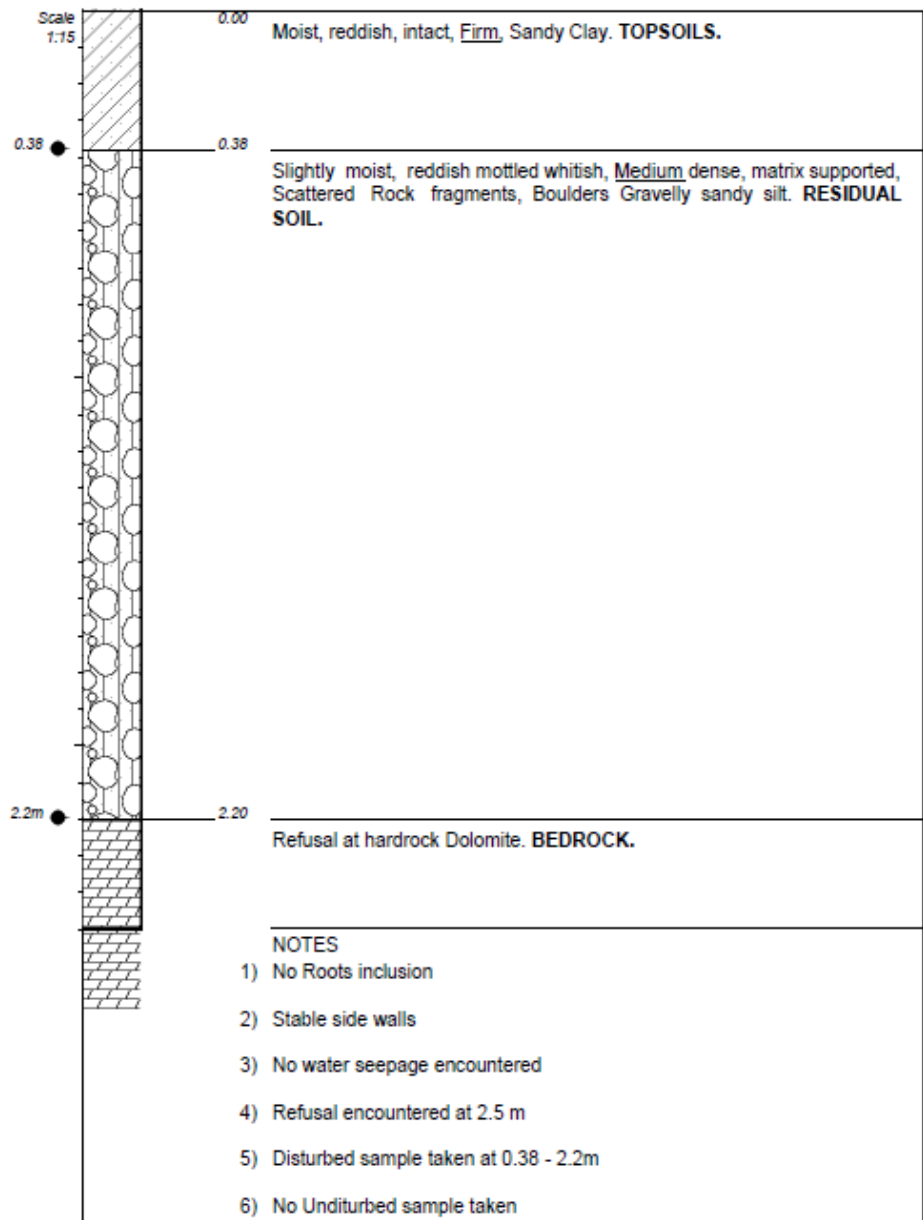 Scale
1:15
0.00
Moist, reddish, intact, Firm, Sandy Clay. TOPSOILS.
0.38
0.38
Slightly moist, reddish mottled whitish, Medium dense, matrix supported,
Scattered Rock fragments, Boulders Gravelly sandy silt. RESIDUAL
SOIL.
2.2m
2.20
Refusal at hardrock Dolomite. BEDROCK.
NOTES
1) No Roots inclusion
2) Stable side walls
3) No water seepage encountered
4) Refusal encountered at 2.5 m
5) Disturbed sample taken at 0.38 - 2.2m
6) No Unditurbed sample taken